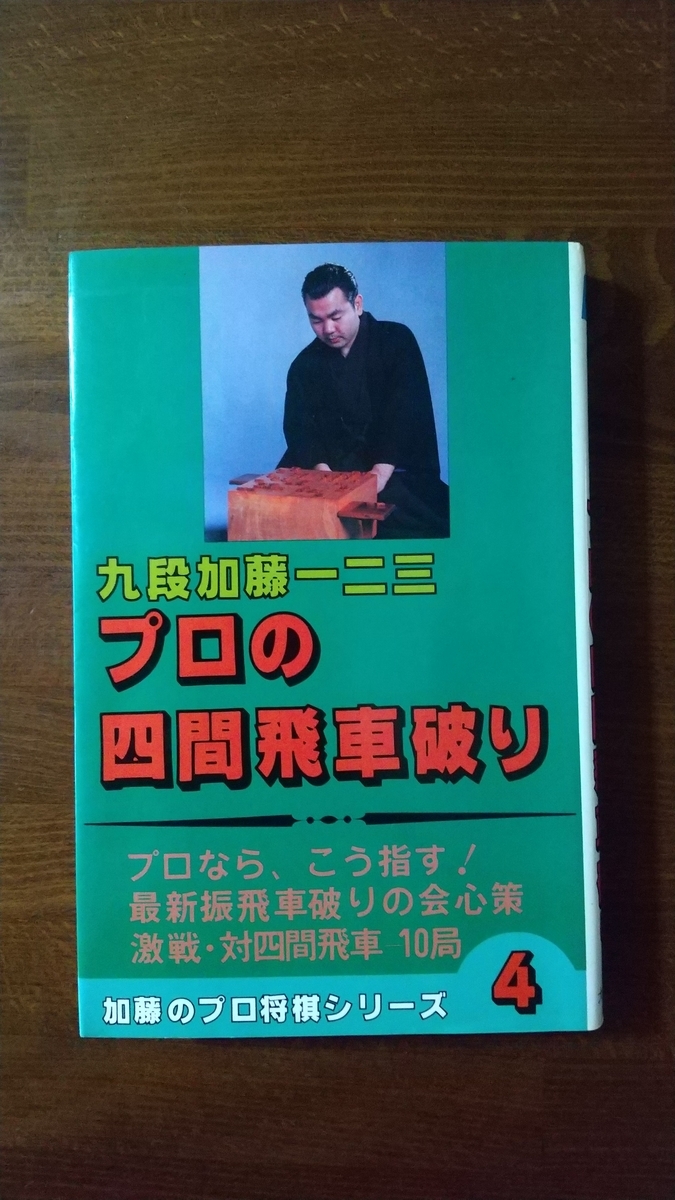 九段加藤一二三
プロの
四間飛車破り
プロなら、こう指す!
最新振飛車破りの会心策
激戦・対四間飛車―10局
加藤のプロ将棋シリーズ
4